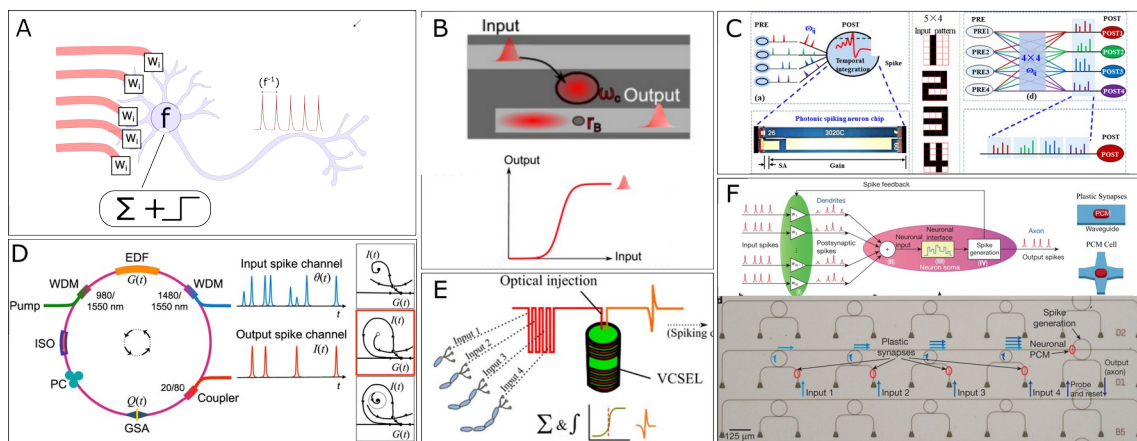 A
Wi
Wi
Wi
Wi
Wi
f
(f⁻¹)
Σ +
B
Input
ωc
Output
rB
Output
Input
C
PRE
ωij
POST
Temporal
integration
Spike
(a)
Photonic spiking neuron chip
26
3020C
SA
Gain
5×4
Input pattern
PRE
POST
PRE1
PRE2
PRE3
PRE4
4×4
ωij
POST1
POST2
POST3
POST4
(d)
POST
POST
D
EDF
G(t)
WDM
WDM
980/
1550 nm
1480/
1550 nm
Pump
ISO
PC
Q(t)
GSA
20/80
Coupler
Input spike channel
θ(t)
t
Output spike channel
I(t)
t
I(t)
G(t)
I(t)
G(t)
I(t)
G(t)
E
Optical injection
Input 1
Input 2
Input 3
Input 4
(Spiking
VCSEL
Σ & ∫
F
Spike feedback
Dendrites
Input spikes
Postsynaptic
spikes
Neuronal
input
Neuronal
interface
Neuron soma
Spike
generation
(IV)
Axon
Output spikes
Plastic Synapses
PCM
Waveguide
PCM Cell
Spike
generation
D2
Neuronal
PCM
Plastic
synapses
Output
(axon)
Input 1
Input 2
Input 3
Input 4
Probe
and reset
D1
125 µm
B5